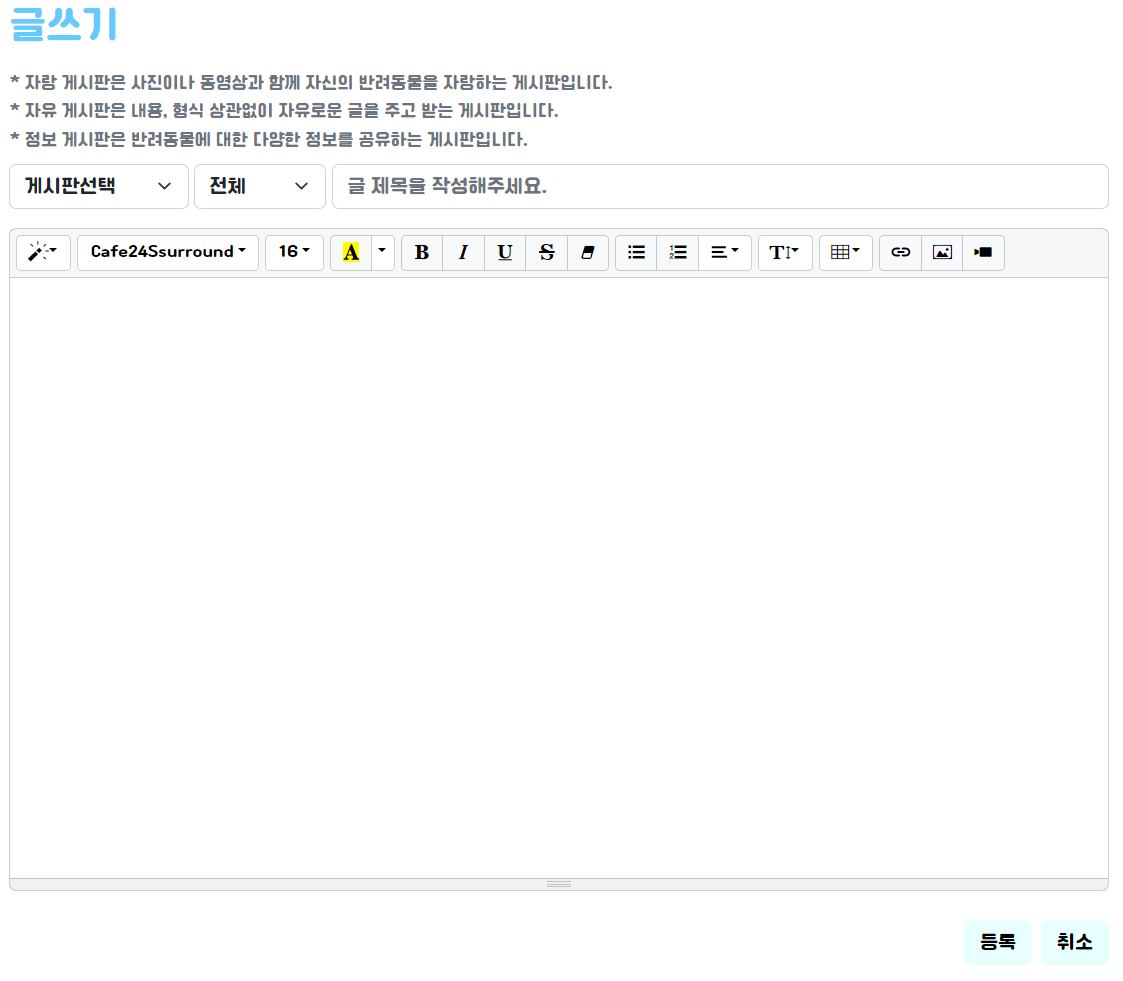 글쓰기
* 자랑 게시판은 사진이나 동영상과 함께 자신의 반려동물을 자랑하는 게시판입니다.
* 자유 게시판은 내용, 형식 상관없이 자유로운 글을 주고 받는 게시판입니다.
* 정보 게시판은 반려동물에 대한 다양한 정보를 공유하는 게시판입니다.
게시판선택 전체 글 제목을 작성해주세요.
Cafe24Ssurround 16 A B I U S T
등록 취소